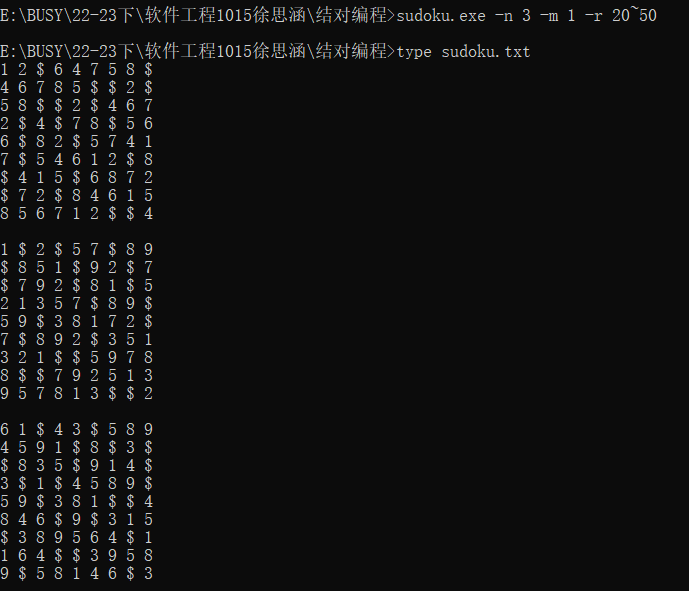 E:\BUSY\22-23下\软件工程1015徐思涵\结对编程>sudoku.exe -n 3 -m 1 -r 20~50
E:\BUSY\22-23下\软件工程1015徐思涵\结对编程>type sudoku.txt
1 2 $ 6 4 7 5 8 $
4 6 7 8 5 $ $ 2 $
5 8 $ $ 2 $ 4 6 7
2 $ 4 $ 7 8 $ 5 6
6 $ 8 2 $ 5 7 4 1
7 $ 5 4 6 1 2 $ 8
$ 4 1 5 $ 6 8 7 2
$ 7 2 $ 8 4 6 1 5
8 5 6 7 1 2 $ $ 4
1 $ 2 $ 5 7 $ 8 9
$ 8 5 1 $ 9 2 $ 7
$ 7 9 2 $ 8 1 $ 5
2 1 3 5 7 $ 8 9 $
5 9 $ 3 8 1 7 2 $
7 $ 8 9 2 $ 3 5 1
3 2 1 $ $ 5 9 7 8
8 $ $ 7 9 2 5 1 3
9 5 7 8 1 3 $ $ 2
6 1 $ 4 3 $ 5 8 9
4 5 9 1 $ 8 $ 3 $
$ 8 3 5 $ 9 1 4 $
3 $ 1 $ 4 5 8 9 $
5 9 $ 3 8 1 $ $ 4
8 4 6 $ 9 $ 3 1 5
$ 3 8 9 5 6 4 $ 1
1 6 4 $ $ 3 9 5 8
9 $ 5 8 1 4 6 $ 3